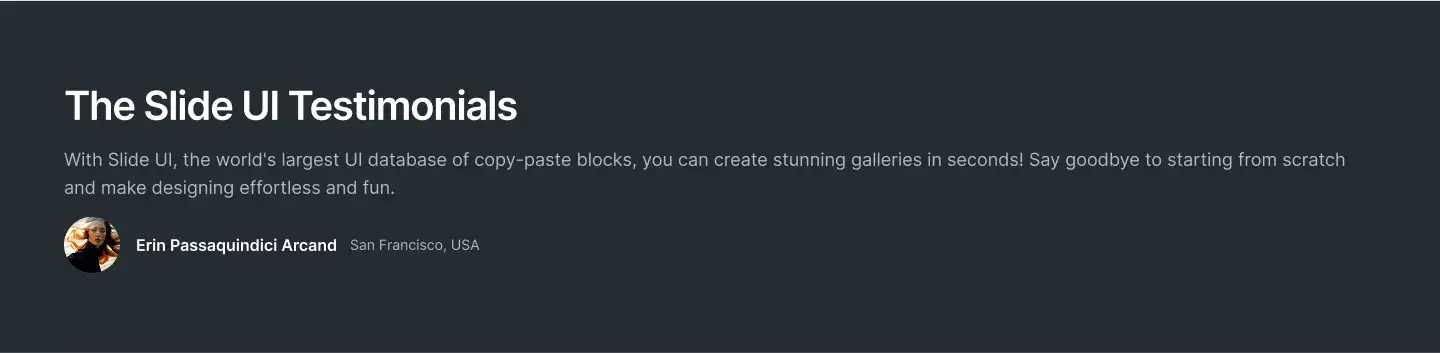 The Slide UI Testimonials
With Slide UI, the world's largest UI database of copy-paste blocks, you can create stunning galleries in seconds! Say goodbye to starting from scratch
and make designing effortless and fun.
Erin Passaquindici Arcand San Francisco, USA